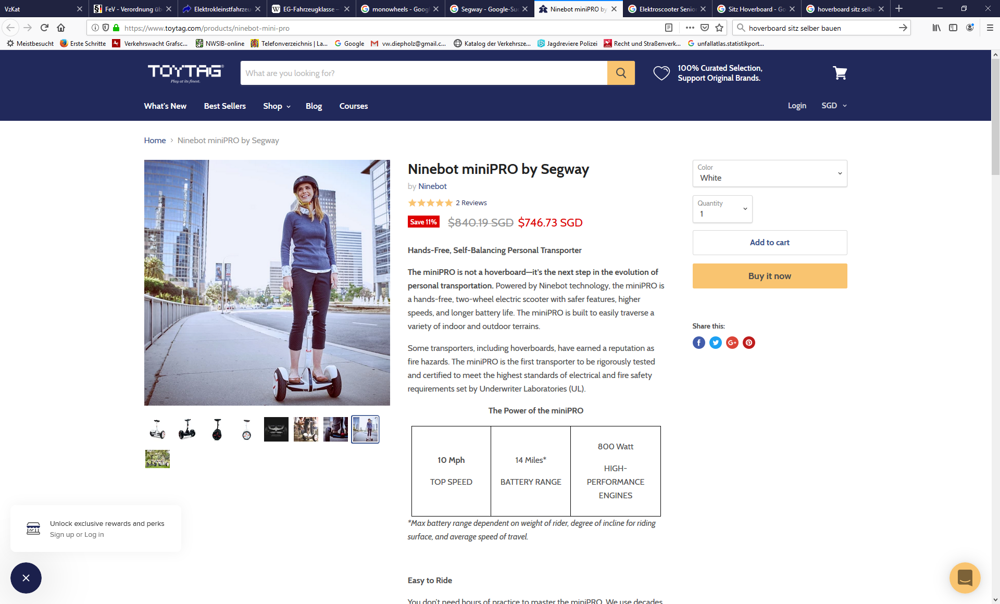 VzKat
FeV - Verordnung üb
Elektrokleinstfahrzeu
EG-Fahrzeugklasse –
monowheels - Goog
Segway - Google-Su
Ninebot miniPRO by
Elektroscooter Senior
Sitz Hoverboard - Go
hoverboard sitz selbe
https://www.toytag.com/products/ninebot-mini-pro
hoverboard sitz selber bauen
Meistbesucht
Erste Schritte
Verkehrswacht Grafsc...
NWSIB-online
Telefonverzeichnis | La...
Google
vw.diepholz@gmail.c...
Katalog der Verkehrsze...
Jagdreviere Polizei
Recht und Straßenverk...
unfallatlas.statistikport...
TOYTAG®
Play at its finest.
What are you looking for?
100% Curated Selection,
Support Original Brands.
What's New
Best Sellers
Shop
Blog
Courses
Login
SGD
Home > Ninebot miniPRO by Segway
Ninebot miniPRO by Segway
by Ninebot
2 Reviews
Save 11% $840.19 SGD $746.73 SGD
Hands-Free, Self-Balancing Personal Transporter
The miniPRO is not a hoverboard—it's the next step in the evolution of
personal transportation. Powered by Ninebot technology, the miniPRO is
a hands-free, two-wheel electric scooter with safer features, higher
speeds, and longer battery life. The miniPRO is built to easily traverse a
variety of indoor and outdoor terrains.
Some transporters, including hoverboards, have earned a reputation as
fire hazards. The miniPRO is the first transporter to be rigorously tested
and certified to meet the highest standards of electrical and fire safety
requirements set by Underwriter Laboratories (UL).
The Power of the miniPRO
10 Mph
TOP SPEED
14 Miles*
BATTERY RANGE
800 Watt
HIGH-
PERFORMANCE
ENGINES
*Max battery range dependent on weight of rider, degree of incline for riding
surface, and average speed of travel.
Easy to Ride
You don't need hours of practice to master the miniPRO. We use decades
Color
White
Quantity
1
Add to cart
Buy it now
Share this:
Unlock exclusive rewards and perks
Sign up or Log in